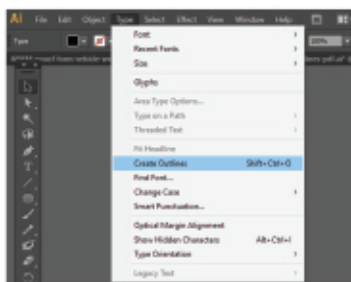 Ai File Edit Object Type Select Effect View Window Help
Type 100%
Font
Recent Fonts
Size
Glyphs
Area Type Options...
Type on a Path
Threaded Text
Fit Headline
Create Outlines Shift+Ctrl+O
Find Font...
Change Case
Smart Punctuation...
Optical Margin Alignment
Show Hidden Characters Alt+Ctrl+I
Type Orientation
Legacy Text